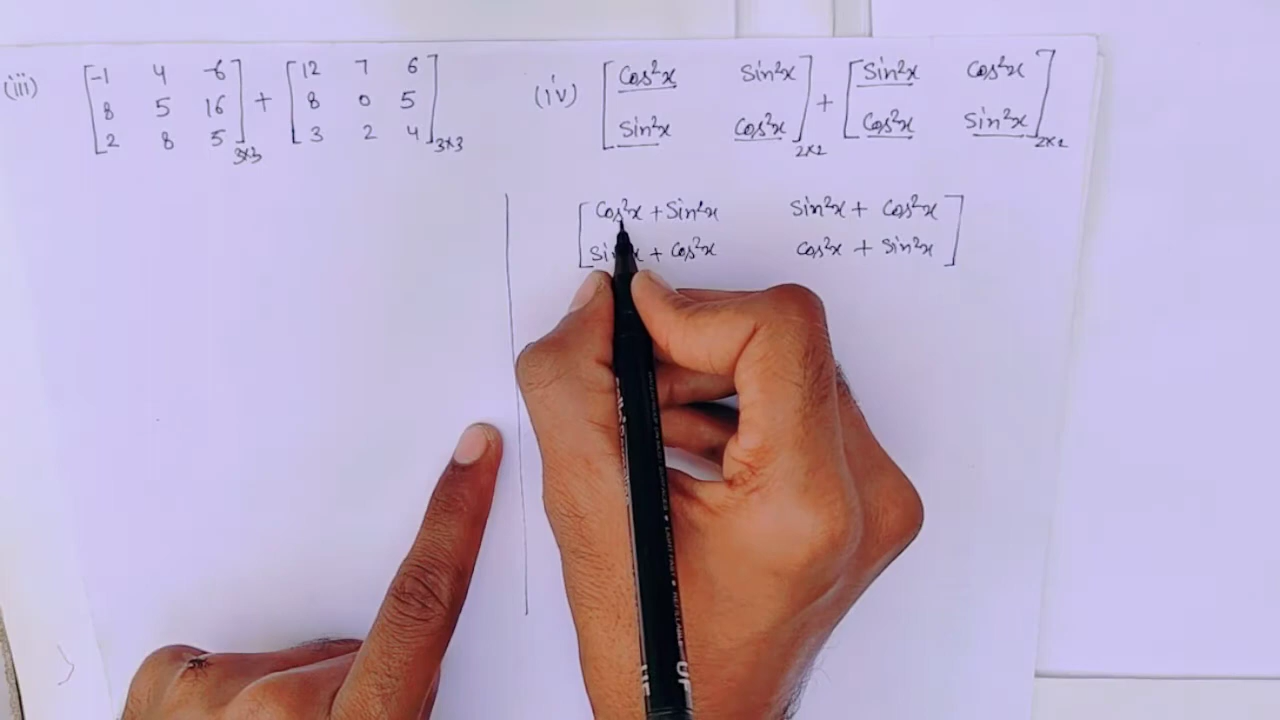 (iii) [-1 4 -6 + [12 7 6 (iv) [Cos²x Sin²x] + [Sin²x Cos²x]
8 5 16 8 0 5
2 8 5]3×3 3 2 4]3×3 Sin²x Cos²x 2×2 Cos²x Sin²x 2×2
[Cos²x + Sin²x Sin²x + Cos²x]
Sin²x + Cos²x Cos²x + Sin²x
UF